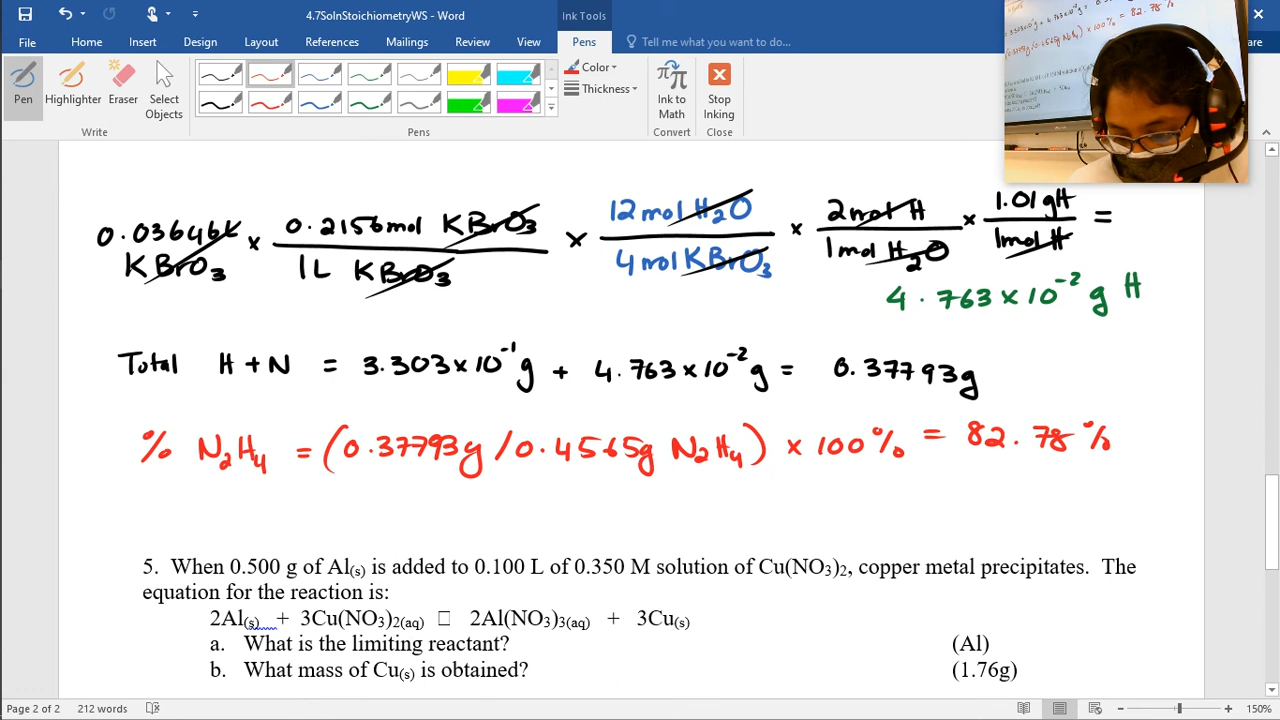 4.7SolnStoichiometryWS - Word
Ink Tools
File Home Insert Design Layout References Mailings Review View Pens Tell me what you want to do...
Pen Highlighter Eraser Select Objects
Color
Thickness
Ink to Math
Stop Inking
Write Pens Convert Close
0.03646L KBrO3 × 0.2156mol KBrO3 / 1L KBrO3 × 12 mol H2O / 4 mol KBrO3 × 2 mol H / 1 mol H2O × 1.01 gH / 1mol H =
4.763 x 10⁻² g H
Total H + N = 3.303 x 10⁻¹ g + 4.763 x 10⁻² g = 0.37793g
% N2H4 = (0.37793g / 0.4565g N2H4) × 100% = 82.78%
5. When 0.500 g of Al(s) is added to 0.100 L of 0.350 M solution of Cu(NO3)2, copper metal precipitates. The
equation for the reaction is:
2Al(s) + 3Cu(NO3)2(aq) □ 2Al(NO3)3(aq) + 3Cu(s)
a. What is the limiting reactant? (Al)
b. What mass of Cu(s) is obtained? (1.76g)
Page 2 of 2 212 words 150%